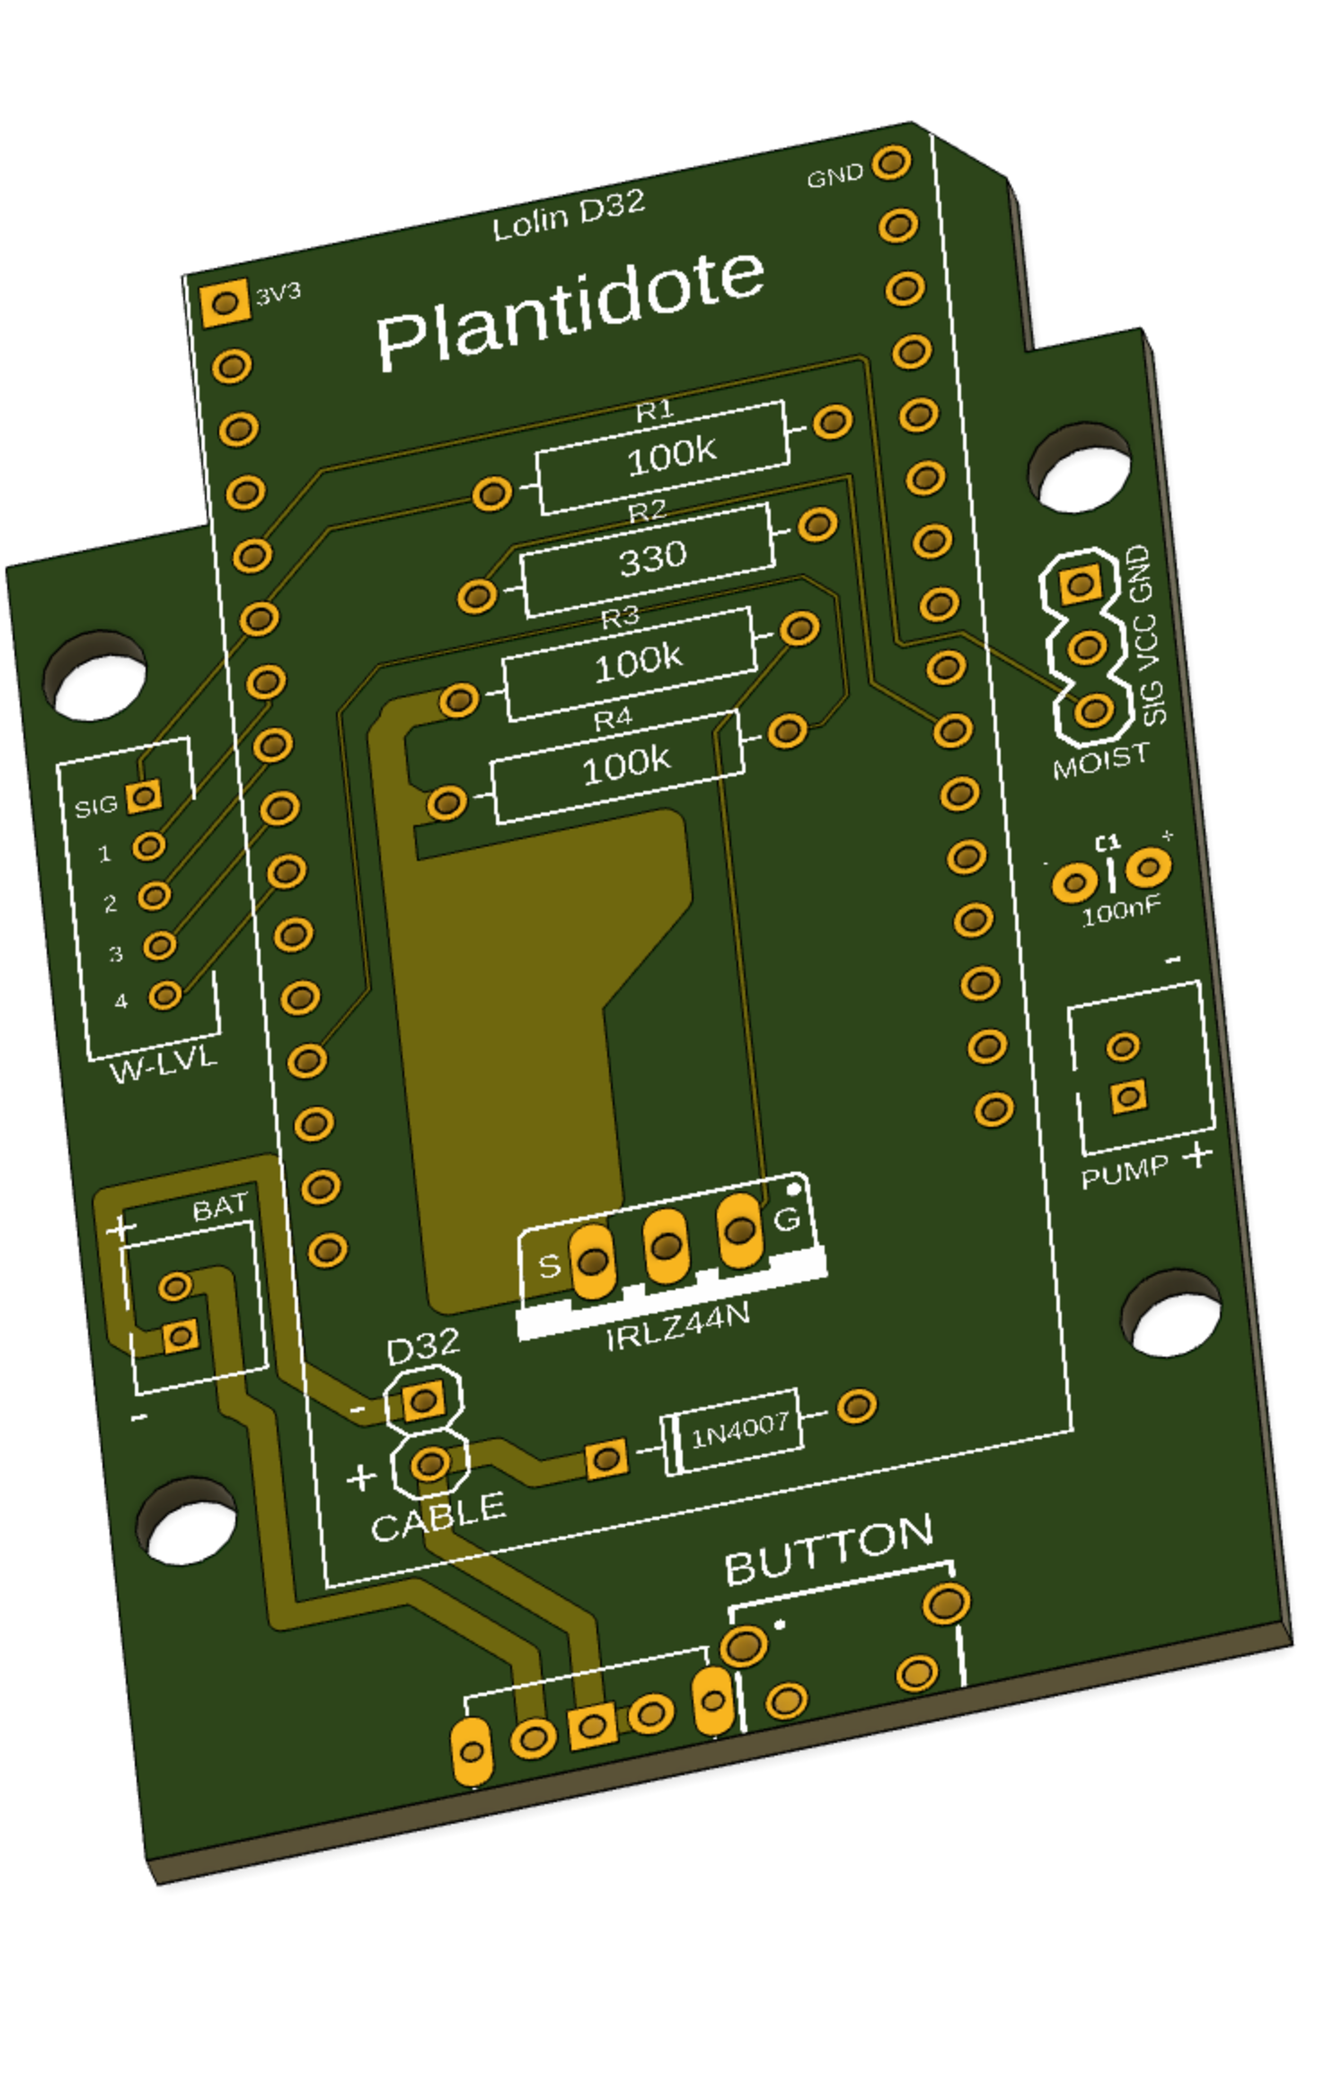 GND
Lolin D32
Plantidote
3V3
R1
100k
R2
330
R3
100k
R4
100k
SIG VCC GND
MOIST
SIG
1
2
3
4
W-LVL
- C1 +
100nF
-
PUMP +
BAT
+
-
S G
IRLZ44N
D32
-
+
CABLE
1N4007
BUTTON